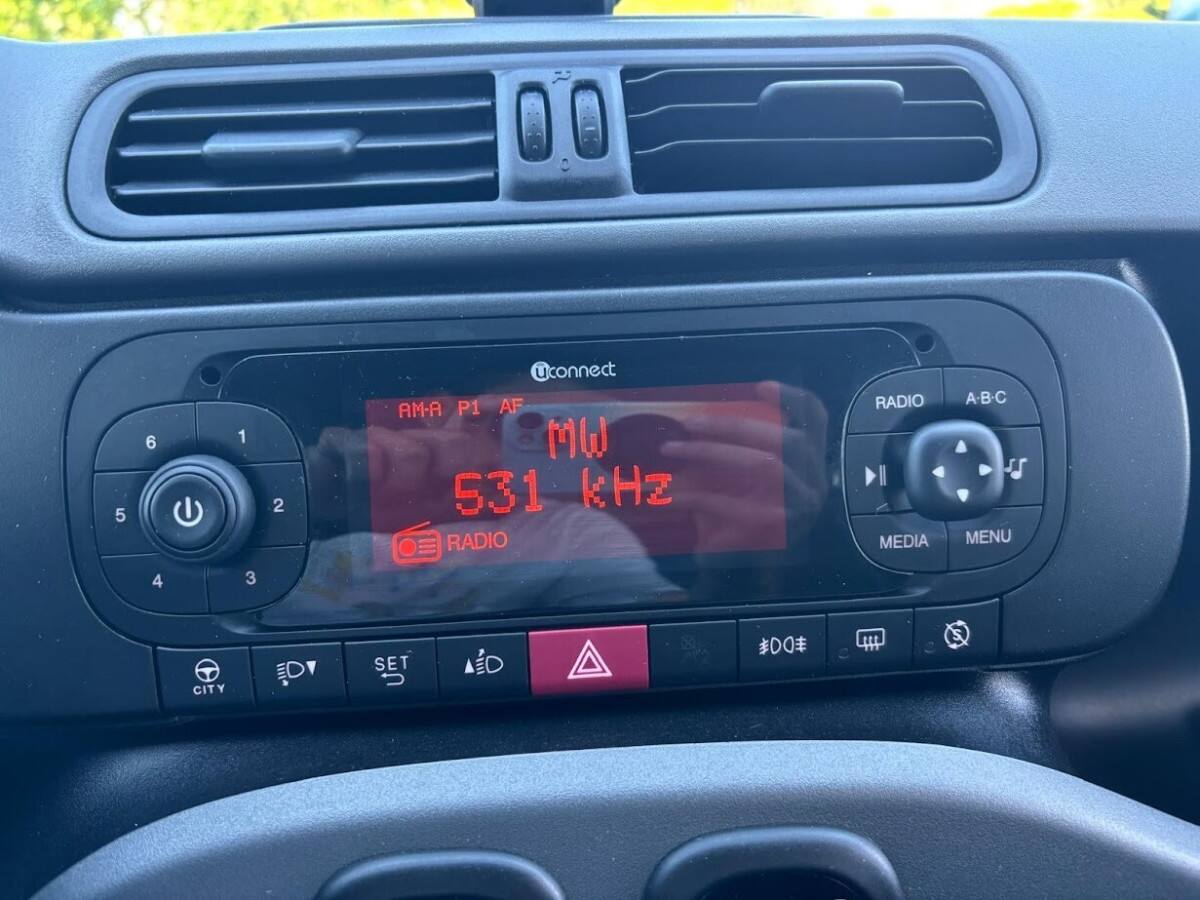 0
uconnect
AM-A P1 AF
MW
531 kHz
RADIO
6 1
5 2
4 3
RADIO A·B·C
MEDIA MENU
CITY
SET